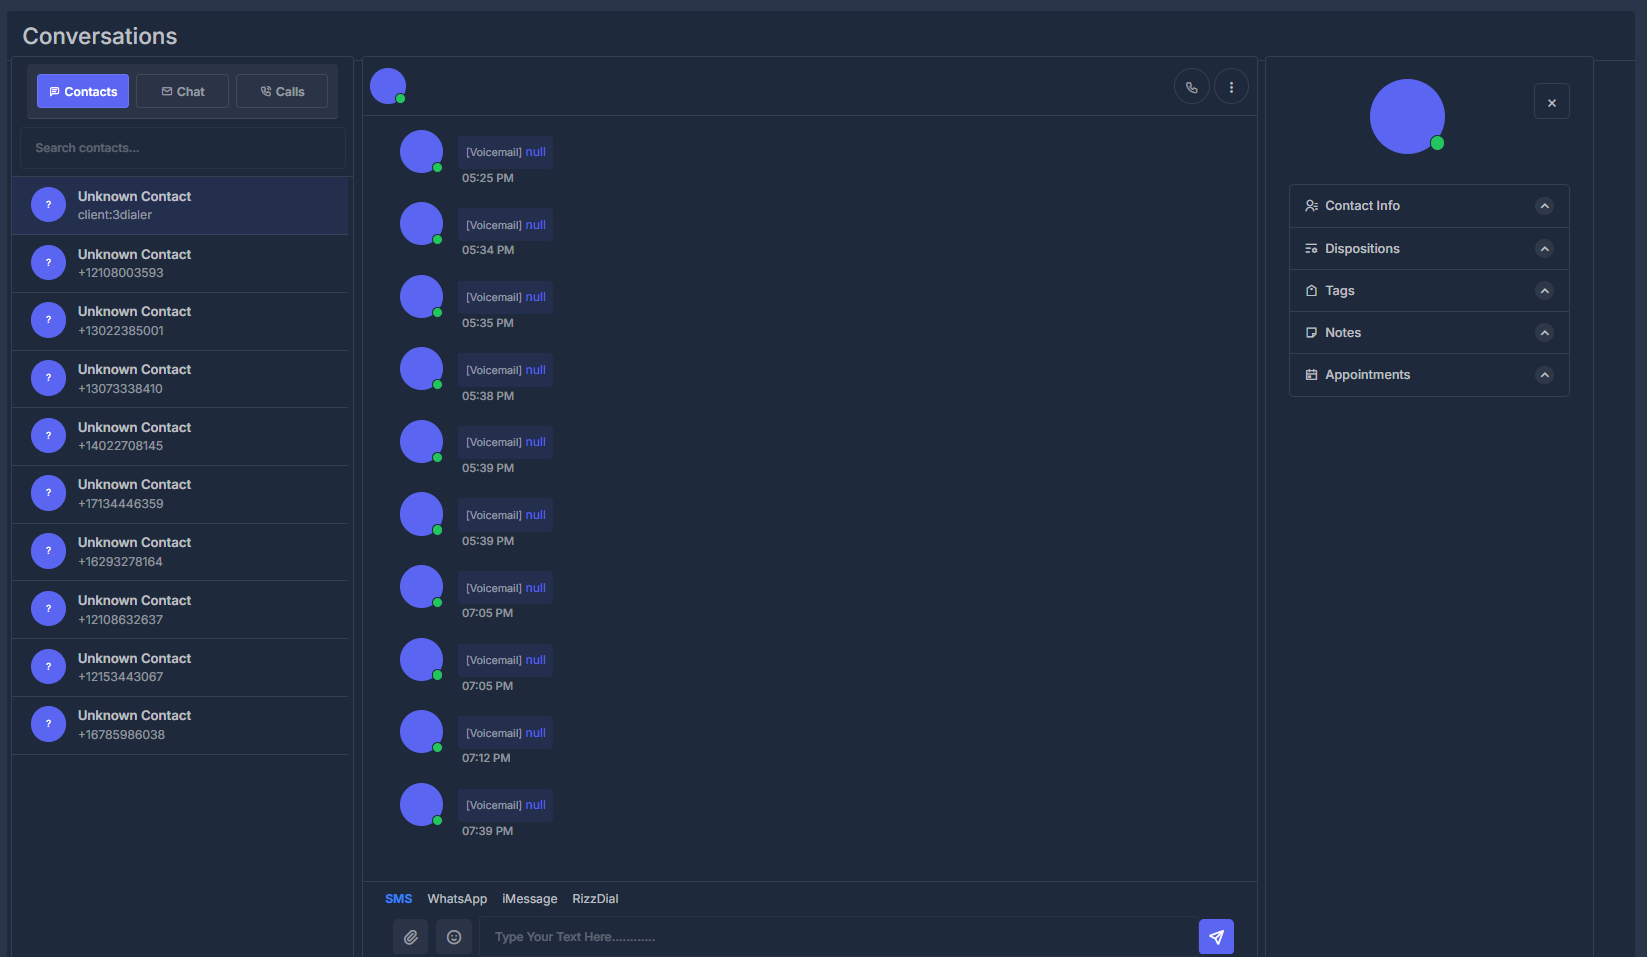 Conversations
Contacts
Chat
Calls
Search contacts...
?
Unknown Contact
client:3dialer
?
Unknown Contact
+12108003593
?
Unknown Contact
+13022385001
?
Unknown Contact
+13073338410
?
Unknown Contact
+14022708145
?
Unknown Contact
+17134446359
?
Unknown Contact
+16293278164
?
Unknown Contact
+12108632637
?
Unknown Contact
+12153443067
?
Unknown Contact
+16785986038
[Voicemail] null
05:25 PM
[Voicemail] null
05:34 PM
[Voicemail] null
05:35 PM
[Voicemail] null
05:38 PM
[Voicemail] null
05:39 PM
[Voicemail] null
05:39 PM
[Voicemail] null
07:05 PM
[Voicemail] null
07:05 PM
[Voicemail] null
07:12 PM
[Voicemail] null
07:39 PM
SMS WhatsApp iMessage RizzDial
Type Your Text Here............
Contact Info
Dispositions
Tags
Notes
Appointments